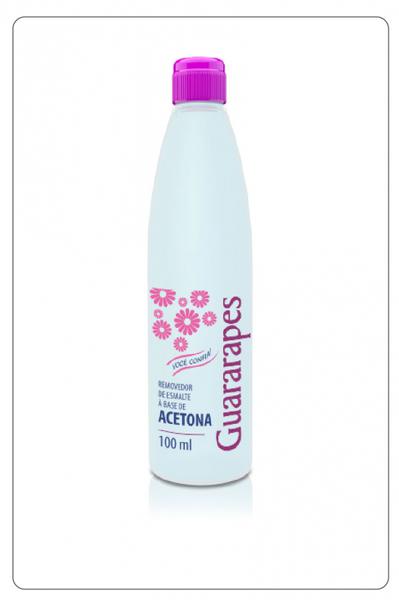 VOCÊ CONFIA!
REMOVEDOR
DE ESMALTE
À BASE DE
ACETONA
100 ml
Guararapes